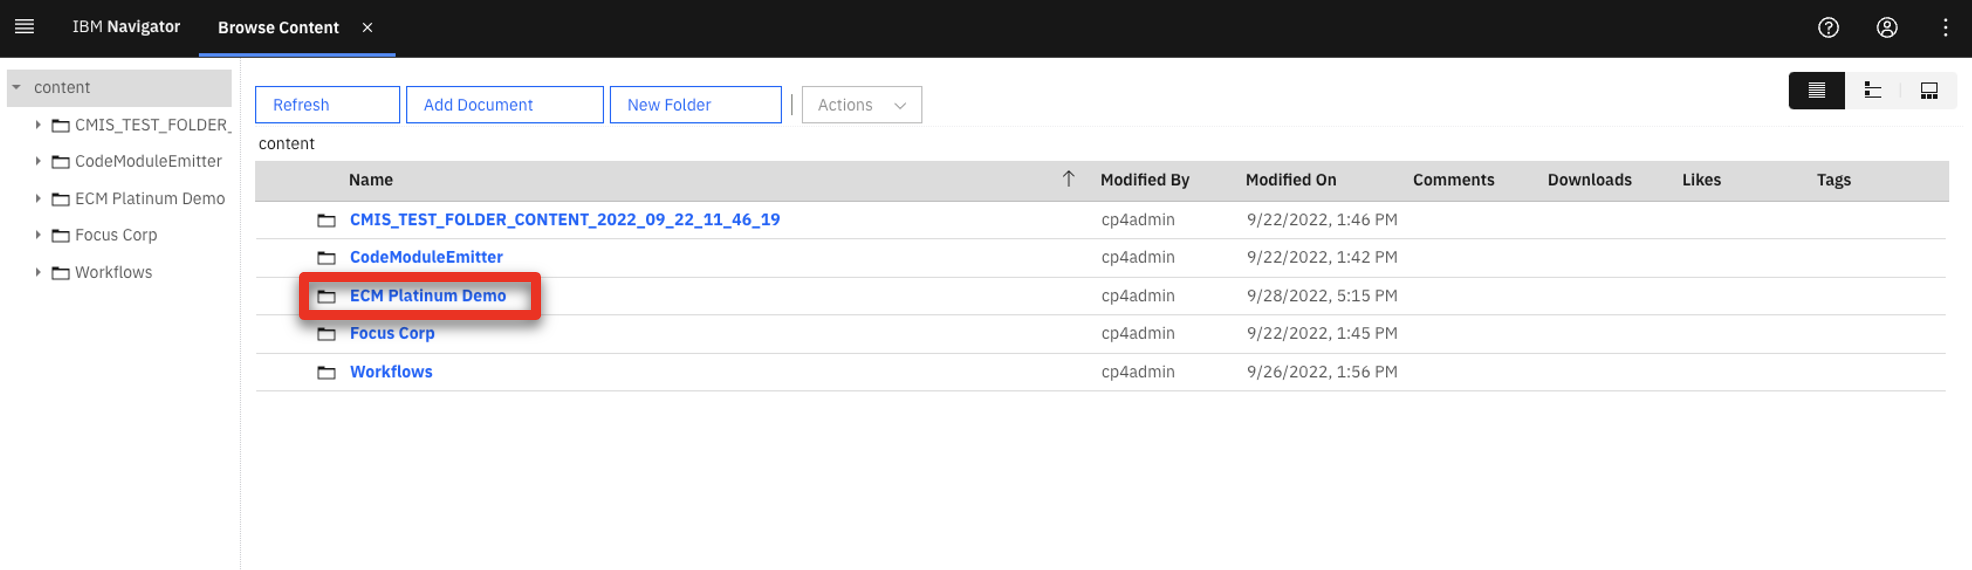 IBM Navigator
Browse Content
content
CMIS_TEST_FOLDER_
CodeModuleEmitter
ECM Platinum Demo
Focus Corp
Workflows
Refresh
Add Document
New Folder
Actions
content
Name Modified By Modified On Comments Downloads Likes Tags
CMIS_TEST_FOLDER_CONTENT_2022_09_22_11_46_19 cp4admin 9/22/2022, 1:46 PM
CodeModuleEmitter cp4admin 9/22/2022, 1:42 PM
ECM Platinum Demo cp4admin 9/28/2022, 5:15 PM
Focus Corp cp4admin 9/22/2022, 1:45 PM
Workflows cp4admin 9/26/2022, 1:56 PM